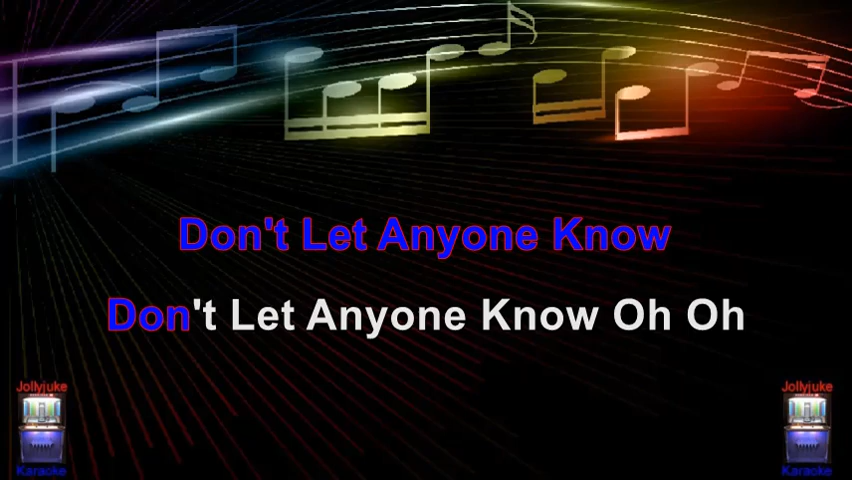 Don't Let Anyone Know
Don't Let Anyone Know Oh Oh
Jollyjuke
Karaoke
Jollyjuke
Karaoke